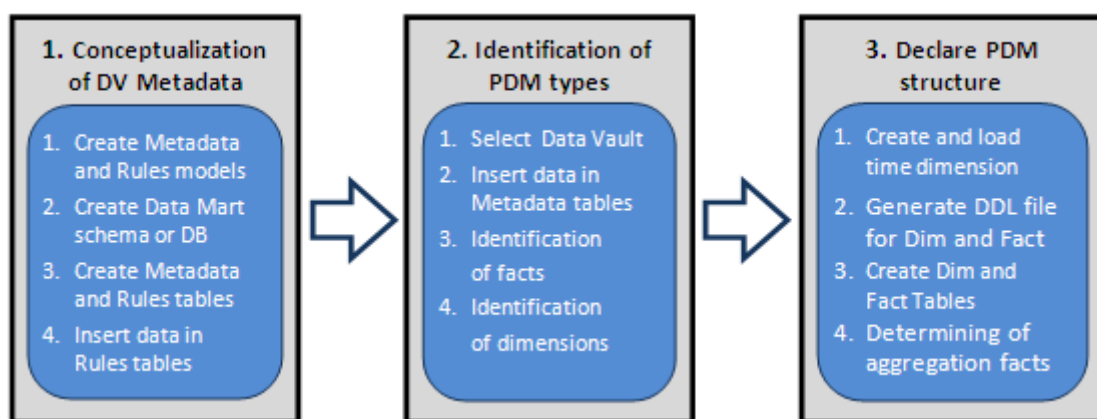 1. Conceptualization
of DV Metadata
1. Create Metadata
and Rules models
2. Create Data Mart
schema or DB
3. Create Metadata
and Rules tables
4. Insert data in
Rules tables
2. Identification of
PDM types
1. Select Data Vault
2. Insert data in
Metadata tables
3. Identification
of facts
4. Identification
of dimensions
3. Declare PDM
structure
1. Create and load
time dimension
2. Generate DDL file
for Dim and Fact
3. Create Dim and
Fact Tables
4. Determining of
aggregation facts